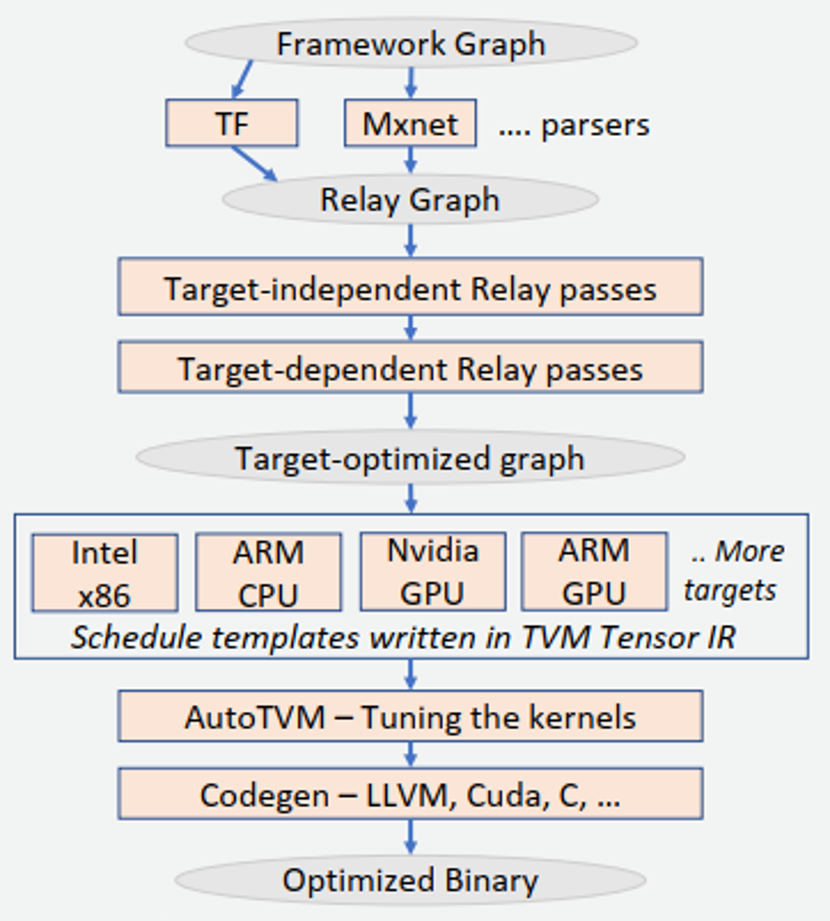 Framework Graph
TF
Mxnet
.... parsers
Relay Graph
Target-independent Relay passes
Target-dependent Relay passes
Target-optimized graph
Intel
x86
ARM
CPU
Nvidia
GPU
ARM
GPU
.. More
targets
Schedule templates written in TVM Tensor IR
AutoTVM – Tuning the kernels
Codegen – LLVM, Cuda, C, ...
Optimized Binary